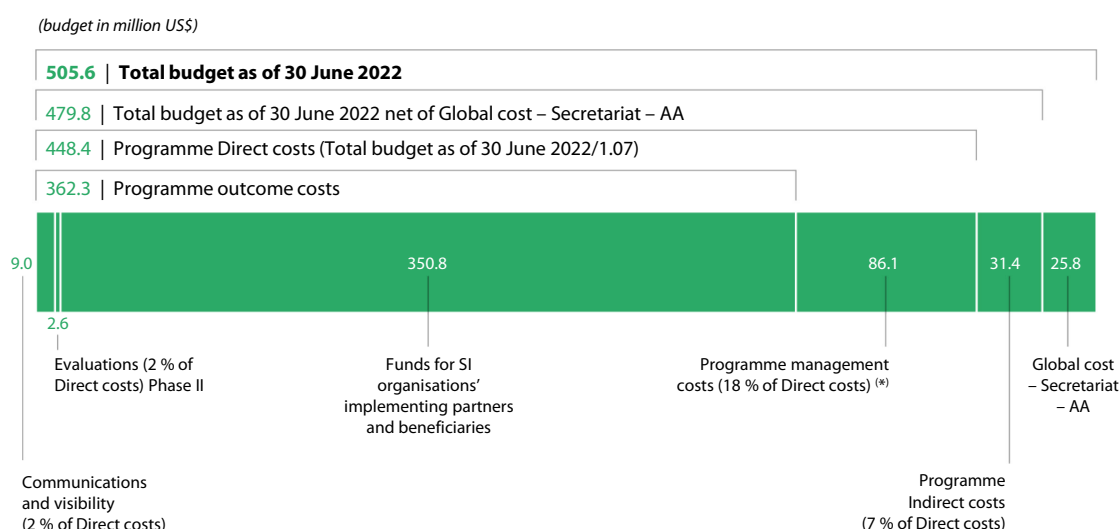 (budget in million US$)
505.6 | Total budget as of 30 June 2022
479.8 | Total budget as of 30 June 2022 net of Global cost – Secretariat – AA
448.4 | Programme Direct costs (Total budget as of 30 June 2022/1.07)
362.3 | Programme outcome costs
9.0
350.8
86.1
31.4
25.8
2.6
Evaluations (2 % of
Direct costs) Phase II
Funds for SI
organisations’
implementing partners
and beneficiaries
Programme management
costs (18 % of Direct costs) (*)
Global cost
– Secretariat
– AA
Communications
and visibility
(2 % of Direct costs)
Programme
Indirect costs
(7 % of Direct costs)